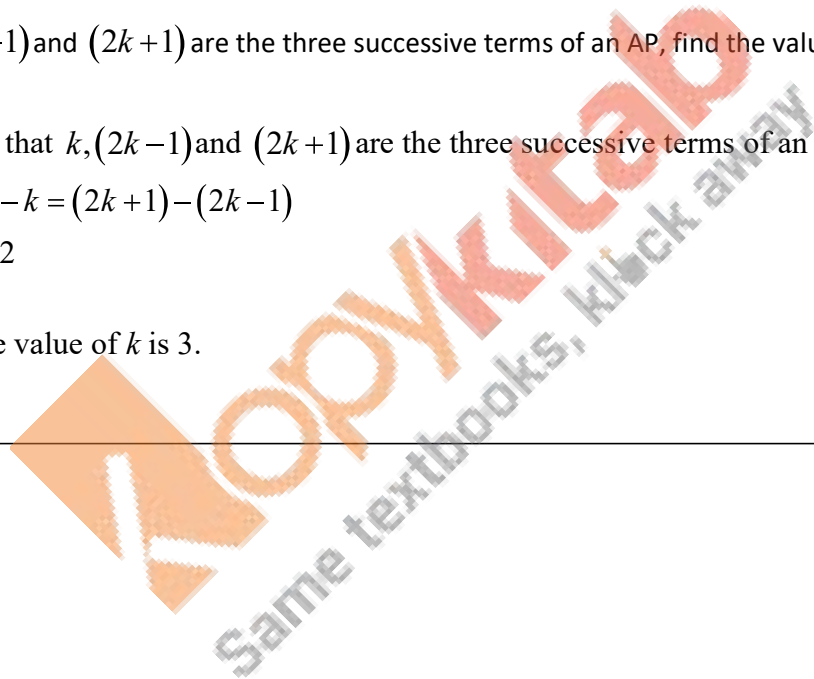 -1) and (2k+1) are the three successive terms of an AP, find the valu
that k, (2k−1) and (2k+1) are the three successive terms of an
−k = (2k+1)−(2k−1)
2
e value of k is 3.
kopykitab
Same textbooks, klick away